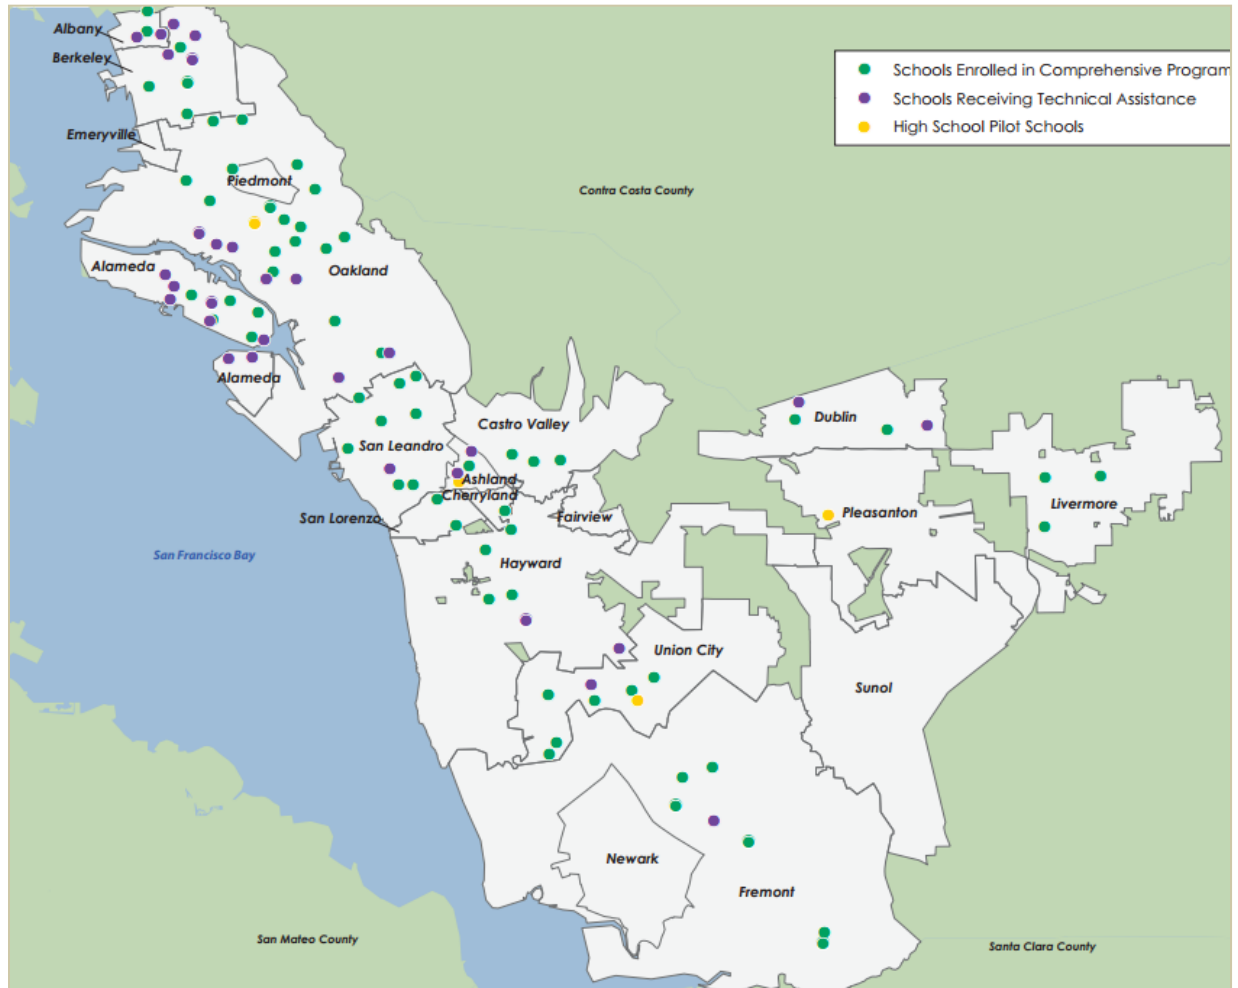 Albany
Berkeley
Schools Enrolled in Comprehensive Program
Schools Receiving Technical Assistance
High School Pilot Schools
Emeryville
Piedmont
Contra Costa County
Alameda
Oakland
Alameda
Castro Valley
Dublin
San Leandro
Ashland
Cherryland
Livermore
San Lorenzo
Fairview
Pleasanton
San Francisco Bay
Hayward
Union City
Sunol
Newark
Fremont
San Mateo County
Santa Clara County